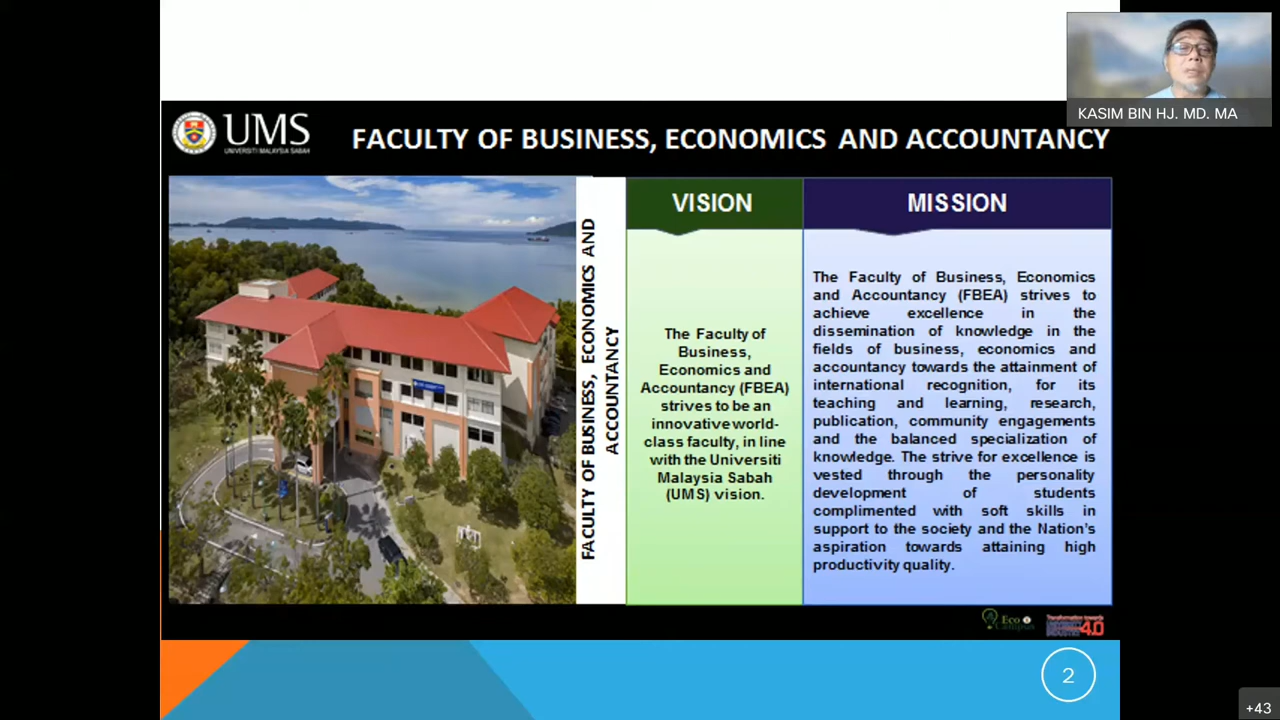 KASIM BIN HJ. MD. MA
UMS
UNIVERSITI MALAYSIA SABAH
FACULTY OF BUSINESS, ECONOMICS AND ACCOUNTANCY
FACULTY OF BUSINESS, ECONOMICS AND
ACCOUNTANCY
VISION
The Faculty of
Business,
Economics and
Accountancy (FBEA)
strives to be an
innovative world-
class faculty, in line
with the Universiti
Malaysia Sabah
(UMS) vision.
MISSION
The Faculty of Business, Economics
and Accountancy (FBEA) strives to
achieve excellence in the
dissemination of knowledge in the
fields of business, economics and
accountancy towards the attainment of
international recognition, for its
teaching and learning, research,
publication, community engagements
and the balanced specialization of
knowledge. The strive for excellence is
vested through the personality
development of students
complimented with soft skills in
support to the society and the Nation's
aspiration towards attaining high
productivity quality.
Eco
Campus
Transformation towards
4.0
2
+43